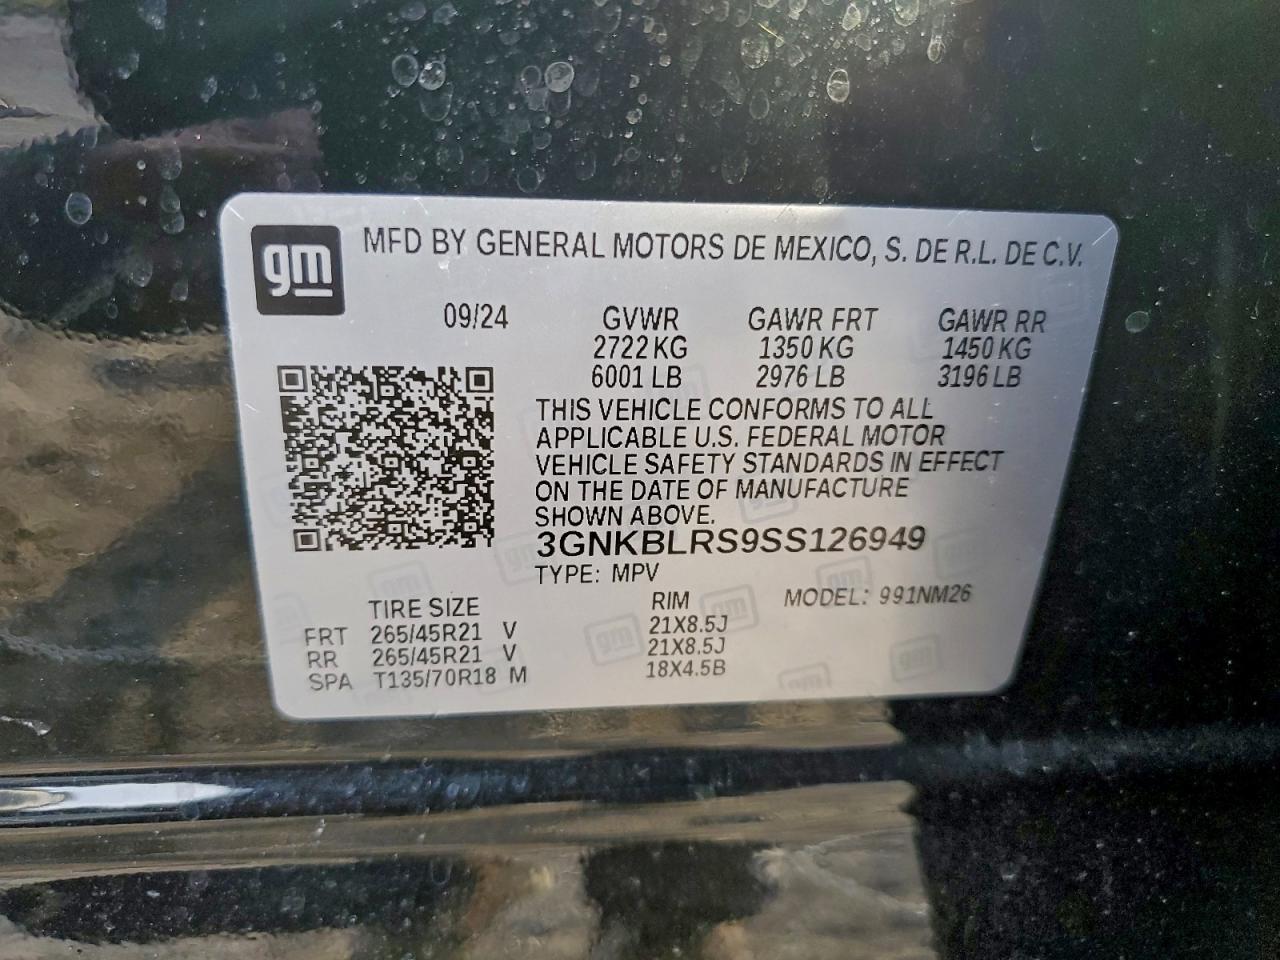 gm
MFD BY GENERAL MOTORS DE MEXICO, S. DE R.L. DE C.V.
09/24 GVWR GAWR FRT GAWR RR
2722 KG 1350 KG 1450 KG
6001 LB 2976 LB 3196 LB
THIS VEHICLE CONFORMS TO ALL
APPLICABLE U.S. FEDERAL MOTOR
VEHICLE SAFETY STANDARDS IN EFFECT
ON THE DATE OF MANUFACTURE
SHOWN ABOVE.
3GNKBLRS9SS126949
TYPE: MPV
TIRE SIZE RIM MODEL: 991NM26
FRT 265/45R21 V 21X8.5J
RR 265/45R21 V 21X8.5J
SPA T135/70R18 M 18X4.5B